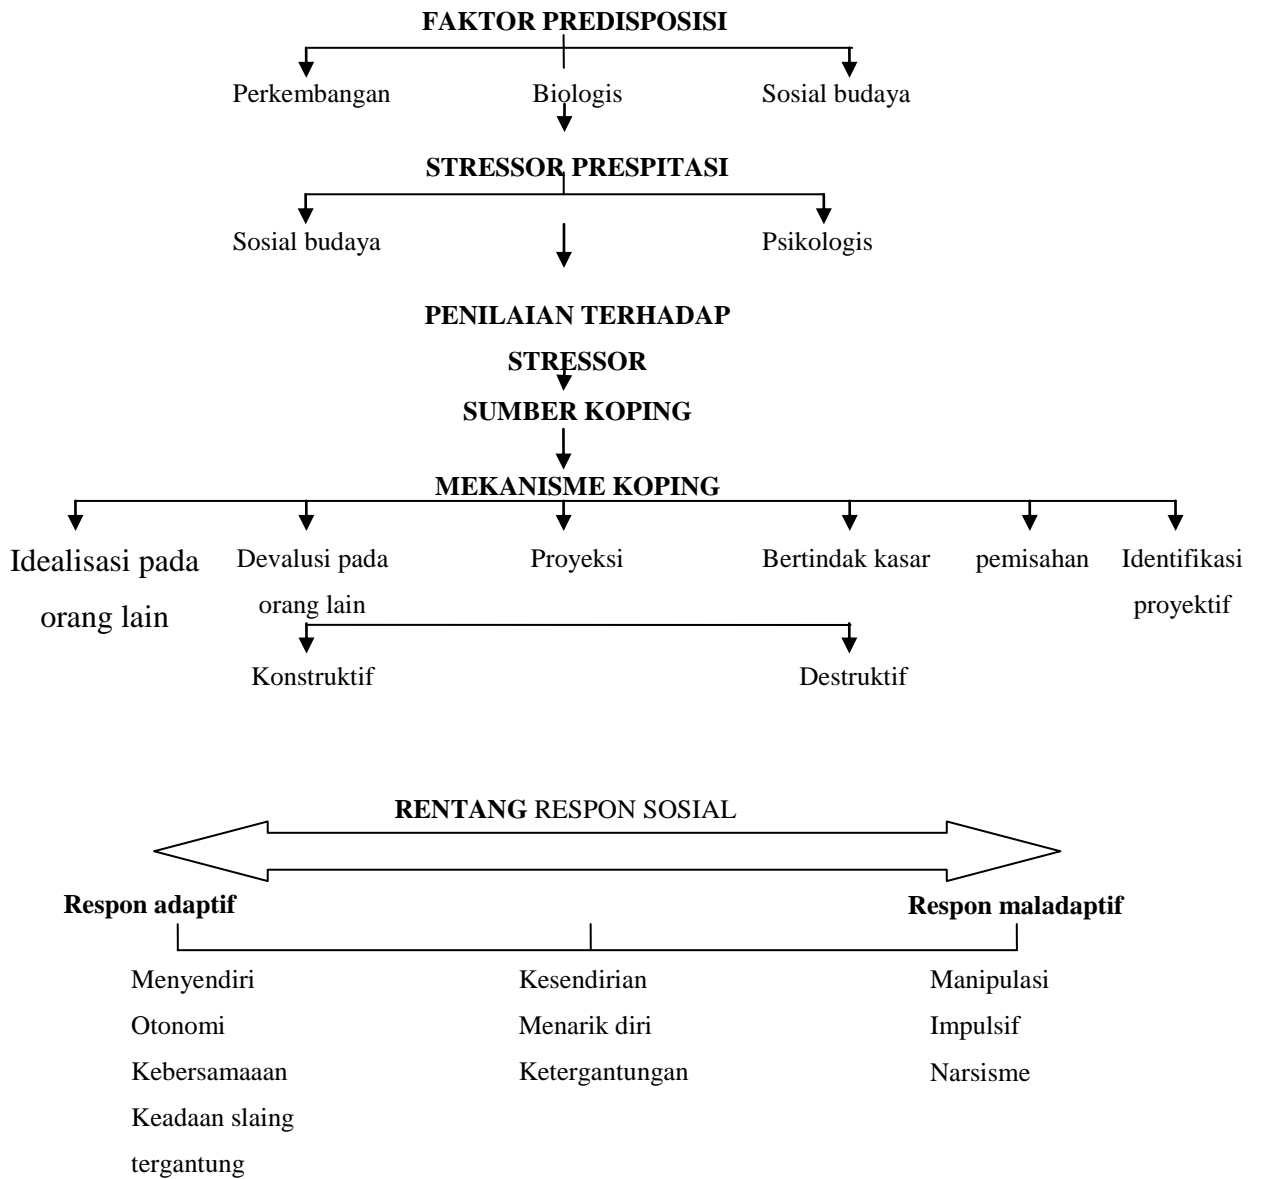 FAKTOR PREDISPOSISI
Perkembangan Biologis Sosial budaya
STRESSOR PRESPITASI
Sosial budaya Psikologis
PENILAIAN TERHADAP
STRESSOR
SUMBER KOPING
MEKANISME KOPING
Idealisasi pada
orang lain
Devalusi pada
orang lain
Proyeksi
Bertindak kasar
pemisahan
Identifikasi
proyektif
Konstruktif Destruktif
RENTANG RESPON SOSIAL
Respon adaptif Respon maladaptif
Menyendiri
Otonomi
Kebersamaaan
Keadaan slaing
tergantung
Kesendirian
Menarik diri
Ketergantungan
Manipulasi
Impulsif
Narsisme